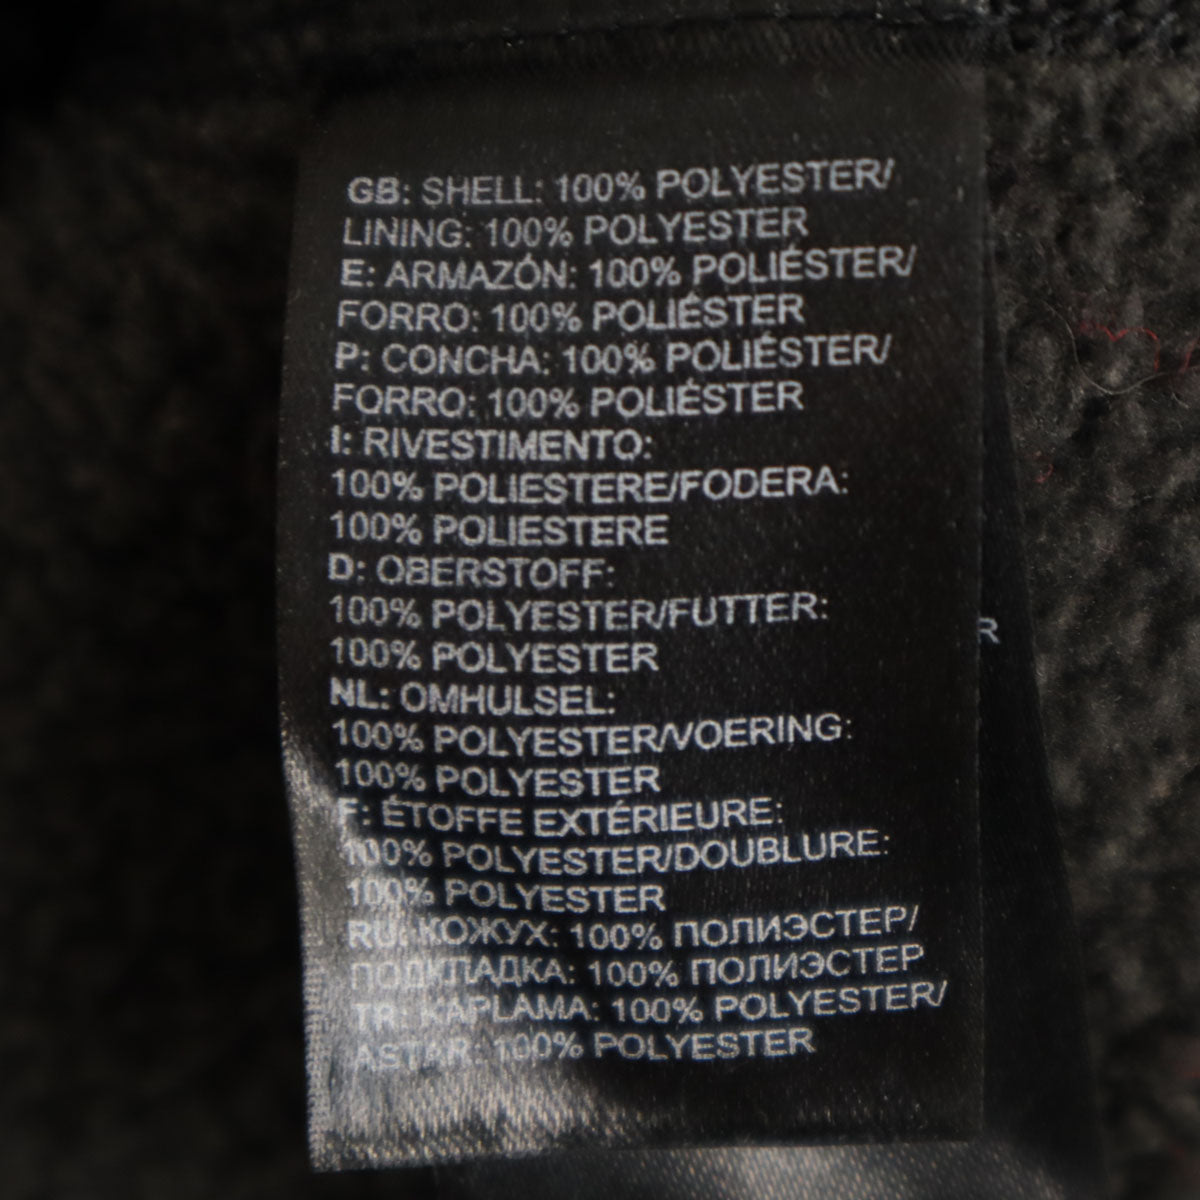 GB: SHELL: 100% POLYESTER/
LINING: 100% POLYESTER
E: ARMAZÓN: 100% POLIÉSTER/
FORRO: 100% POLIÉSTER
P: CONCHA: 100% POLIÉSTER/
FORRO: 100% POLIÉSTER
I: RIVESTIMENTO:
100% POLIESTERE/FODERA:
100% POLIESTERE
D: OBERSTOFF:
100% POLYESTER/FUTTER:
100% POLYESTER
NL: OMHULSEL:
100% POLYESTER/VOERING:
100% POLYESTER
F: ÉTOFFE EXTÉRIEURE:
100% POLYESTER/DOUBLURE:
100% POLYESTER
RU: КОЖУХ: 100% ПОЛИЭСТЕР/
ПОДКЛАДКА: 100% ПОЛИЭСТЕР
TR: KAPLAMA: 100% POLYESTER/
ASTAR: 100% POLYESTER
R